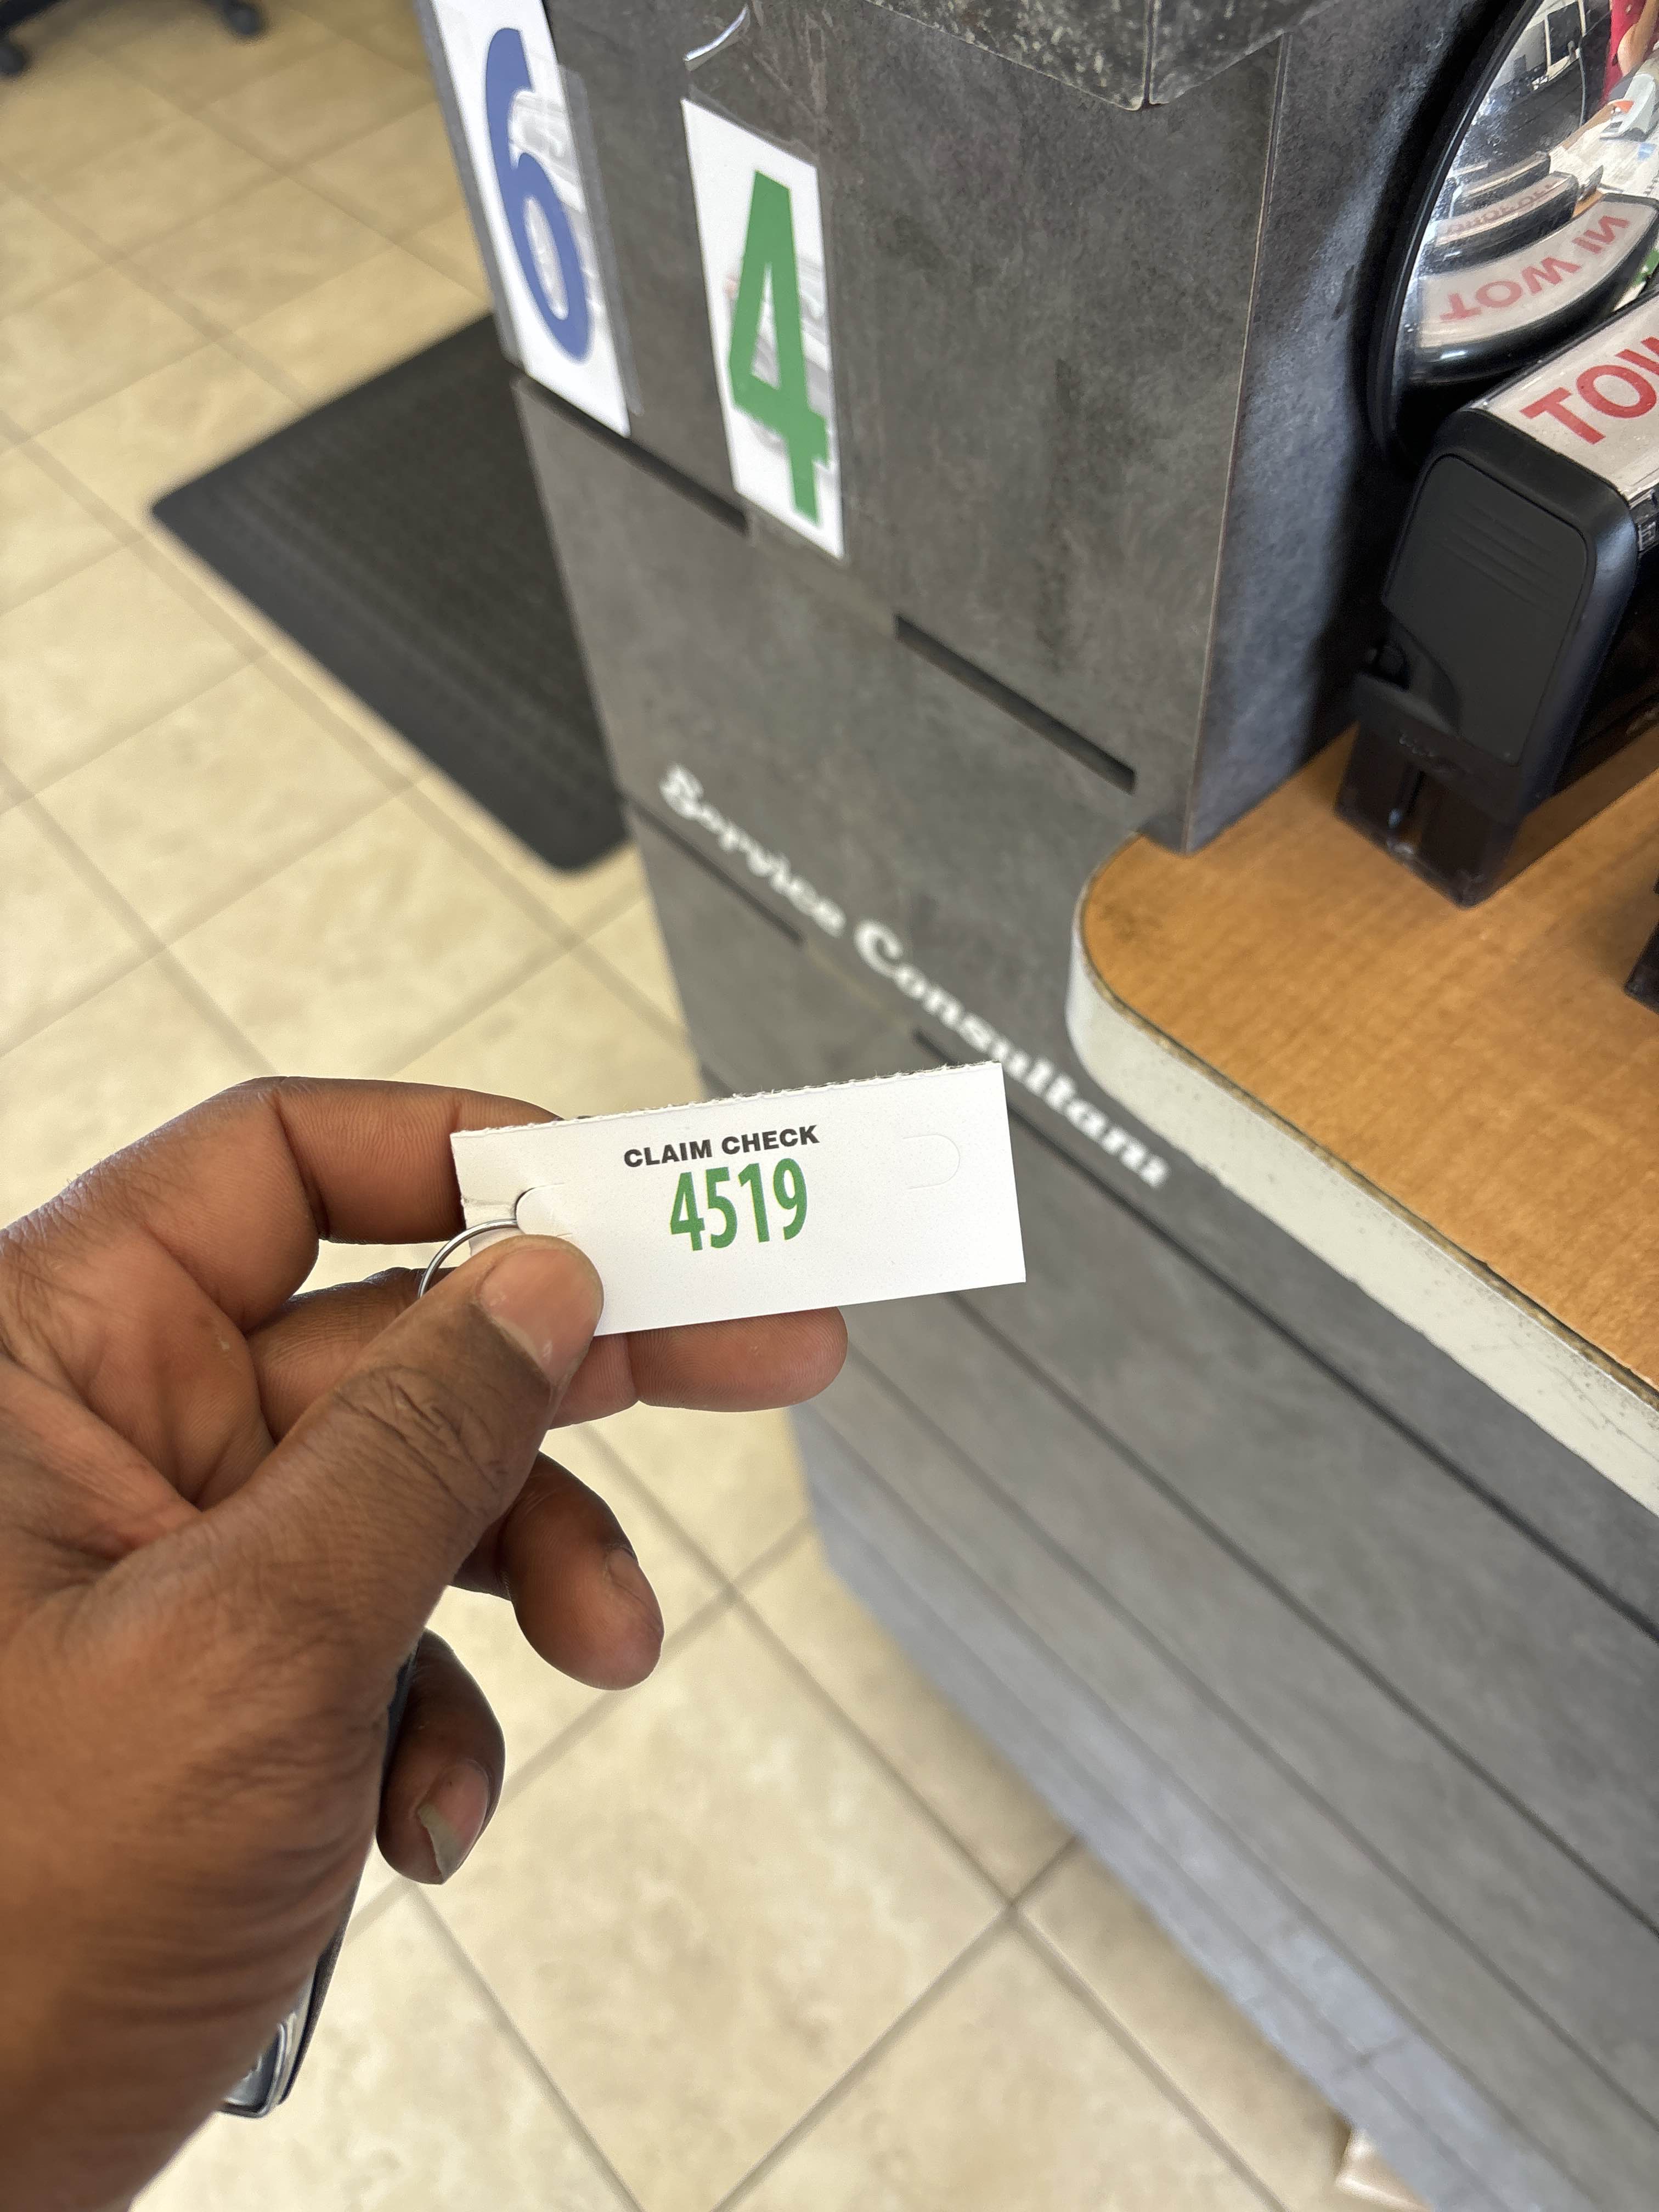 6
4
TOW IN
TOW
Service Consultant
CLAIM CHECK
4519